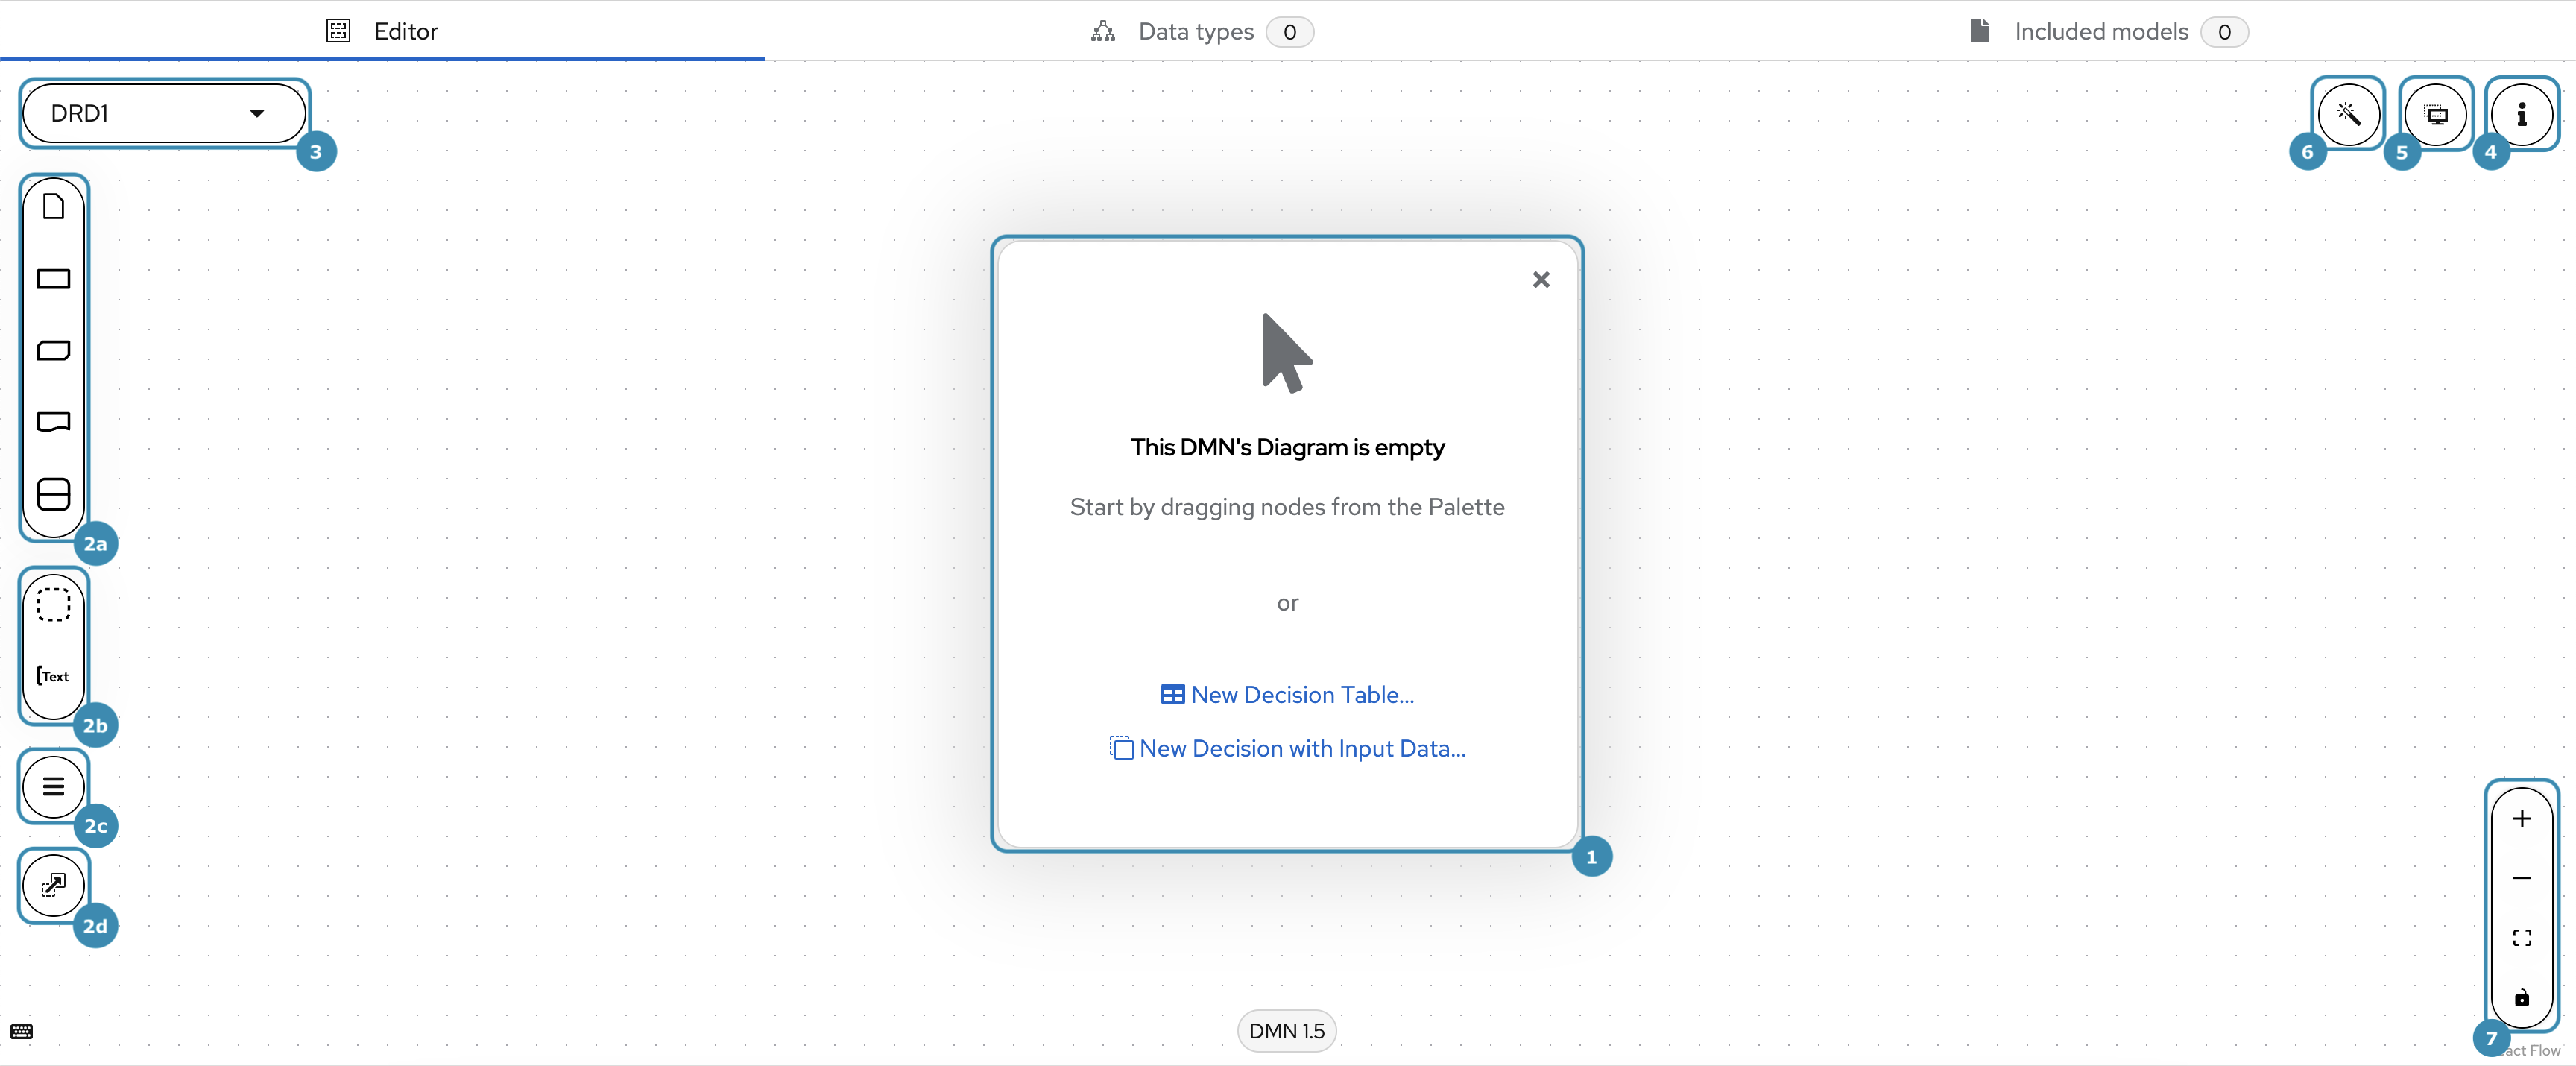 Editor
Data types 0
Included models 0
DRD1
3
6
5
4
This DMN's Diagram is empty
Start by dragging nodes from the Palette
or
New Decision Table...
New Decision with Input Data...
1
2a
[Text
2b
2c
2d
DMN 1.5
7
act Flow